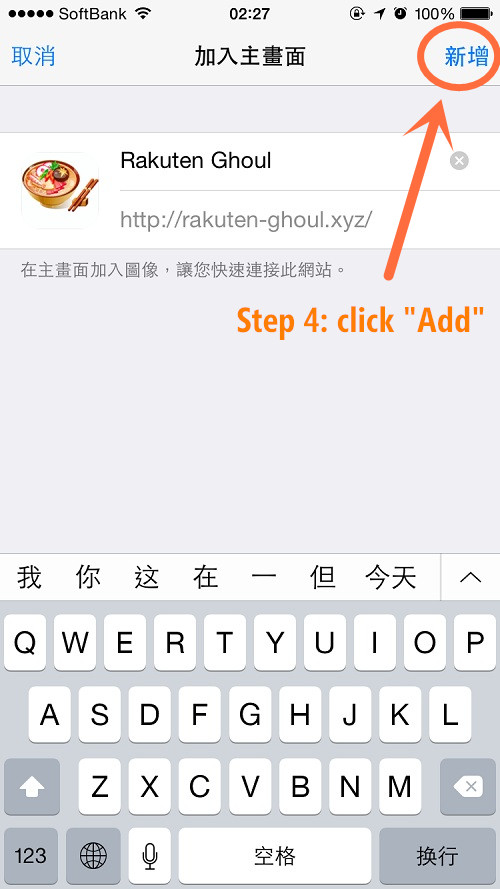 SoftBank 02:27 100%
取消 加入主畫面 新增
Rakuten Ghoul
http://rakuten-ghoul.xyz/
在主畫面加入圖像，讓您快速連接此網站。
Step 4: click "Add"
我 你 这 在 一 但 今天
Q W E R T Y U I O P
A S D F G H J K L
Z X C V B N M
123 空格 換行